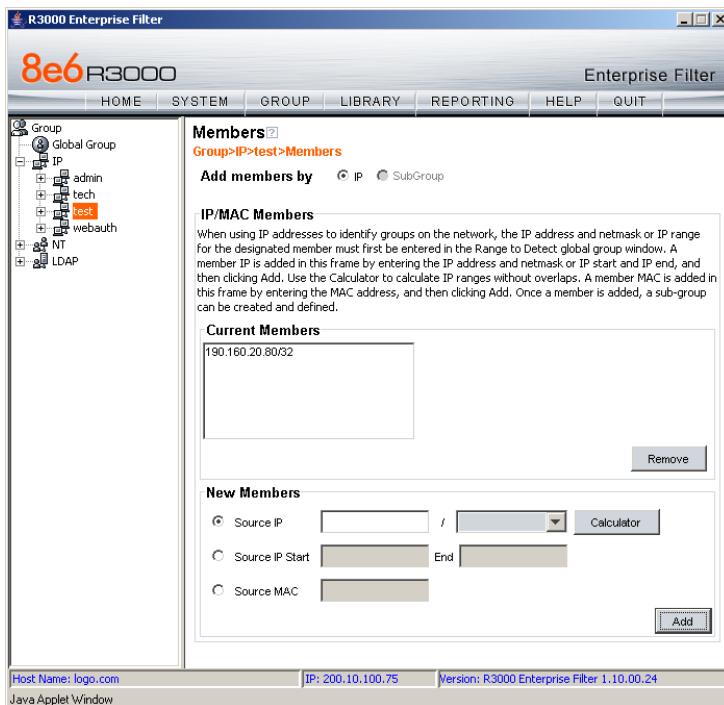 R3000 Enterprise Filter
8e6 R3000
Enterprise Filter
HOME SYSTEM GROUP LIBRARY REPORTING HELP QUIT
Group
Global Group
IP
admin
tech
test
webauth
NT
LDAP
Members ?
Group>IP>test>Members
Add members by IP SubGroup
IP/MAC Members
When using IP addresses to identify groups on the network, the IP address and netmask or IP range
for the designated member must first be entered in the Range to Detect global group window. A
member IP is added in this frame by entering the IP address and netmask or IP start and IP end, and
then clicking Add. Use the Calculator to calculate IP ranges without overlaps. A member MAC is added in
this frame by entering the MAC address, and then clicking Add. Once a member is added, a sub-group
can be created and defined.
Current Members
190.160.20.80/32
Remove
New Members
Source IP / Calculator
Source IP Start End
Source MAC
Add
Host Name: logo.com IP: 200.10.100.75 Version: R3000 Enterprise Filter 1.10.00.24
Java Applet Window